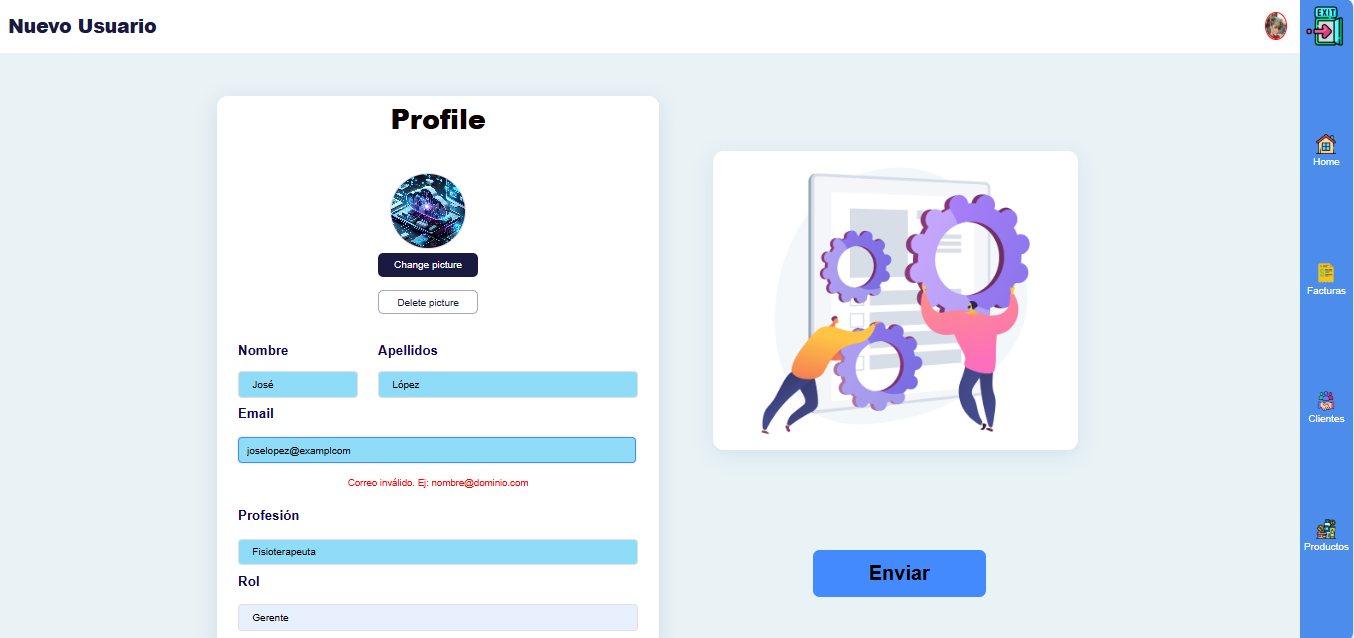 Nuevo Usuario
EXIT
Profile
Change picture
Delete picture
Nombre Apellidos
José López
Email
joselopez@examplcom
Correo inválido. Ej: nombre@dominio.com
Profesión
Fisioterapeuta
Rol
Gerente
Enviar
Home
Facturas
Clientes
Productos